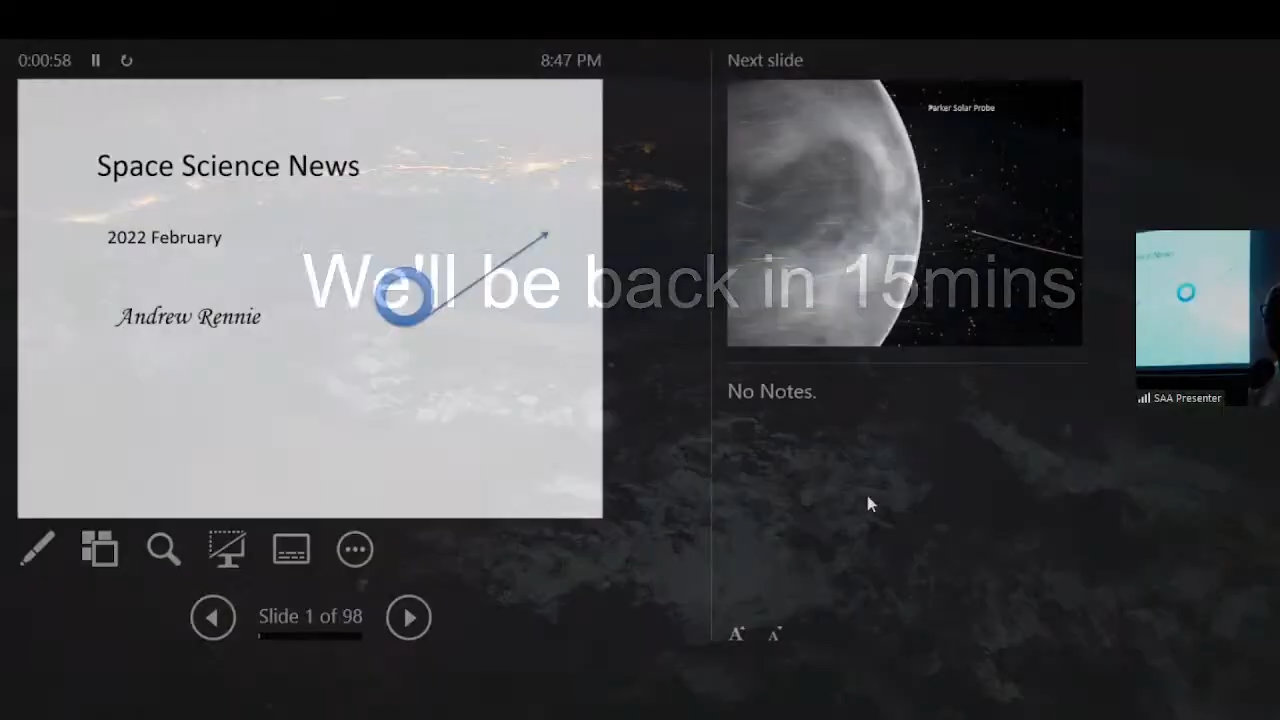 0:00:58
8:47 PM
Next slide
Parker Solar Probe
Space Science News
2022 February
Andrew Rennie
We'll be back in 15mins
No Notes.
SAA Presenter
Slide 1 of 98
A A